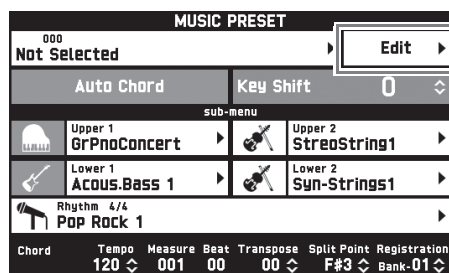 MUSIC PRESET
000
Not Selected
Edit
Auto Chord
Key Shift 0
sub-menu
Upper 1
GrPnoConcert
Upper 2
StreoString1
Lower 1
Acous.Bass 1
Lower 2
Syn-Strings1
Rhythm 4/4
Pop Rock 1
Chord Tempo Measure Beat Transpose Split Point Registration
120 001 00 00 F#3 Bank-01